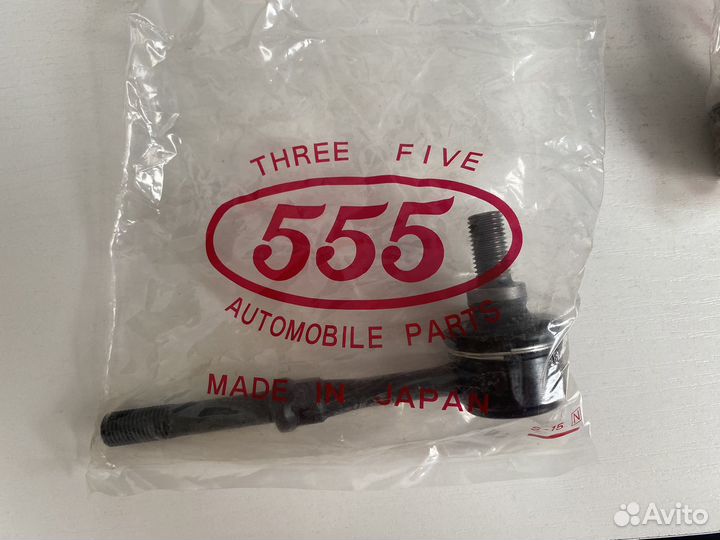 THREE FIVE
555
AUTOMOBILE PARTS
MADE IN JAPAN
S-15 N
Avito